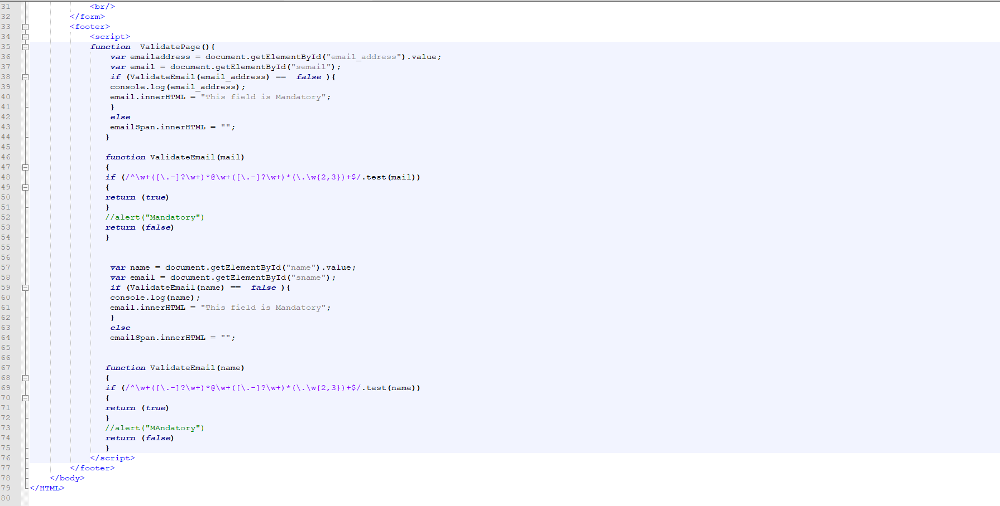 31 <br/>
32 </form>
33 <footer>
34 <script>
35 function  ValidatePage(){
36 var emailaddress = document.getElementById("email_address").value;
37 var email = document.getElementById("semail");
38 if (ValidateEmail(email_address) ==  false ){
39 console.log(email_address);
40 email.innerHTML = "This field is Mandatory";
41 }
42 else
43 emailSpan.innerHTML = "";
44 }
45
46 function ValidateEmail(mail)
47 {
48 if (/^\w+([\.-]?\w+)*@\w+([\.-]?\w+)*(\.\w{2,3})+$/.test(mail))
49 {
50 return (true)
51 }
52 //alert("Mandatory")
53 return (false)
54 }
55
56
57 var name = document.getElementById("name").value;
58 var email = document.getElementById("sname");
59 if (ValidateEmail(name) ==  false ){
60 console.log(name);
61 email.innerHTML = "This field is Mandatory";
62 }
63 else
64 emailSpan.innerHTML = "";
65
66
67 function ValidateEmail(name)
68 {
69 if (/^\w+([\.-]?\w+)*@\w+([\.-]?\w+)*(\.\w{2,3})+$/.test(name))
70 {
71 return (true)
72 }
73 //alert("MAndatory")
74 return (false)
75 }
76 </script>
77 </footer>
78 </body>
79 </HTML>
80